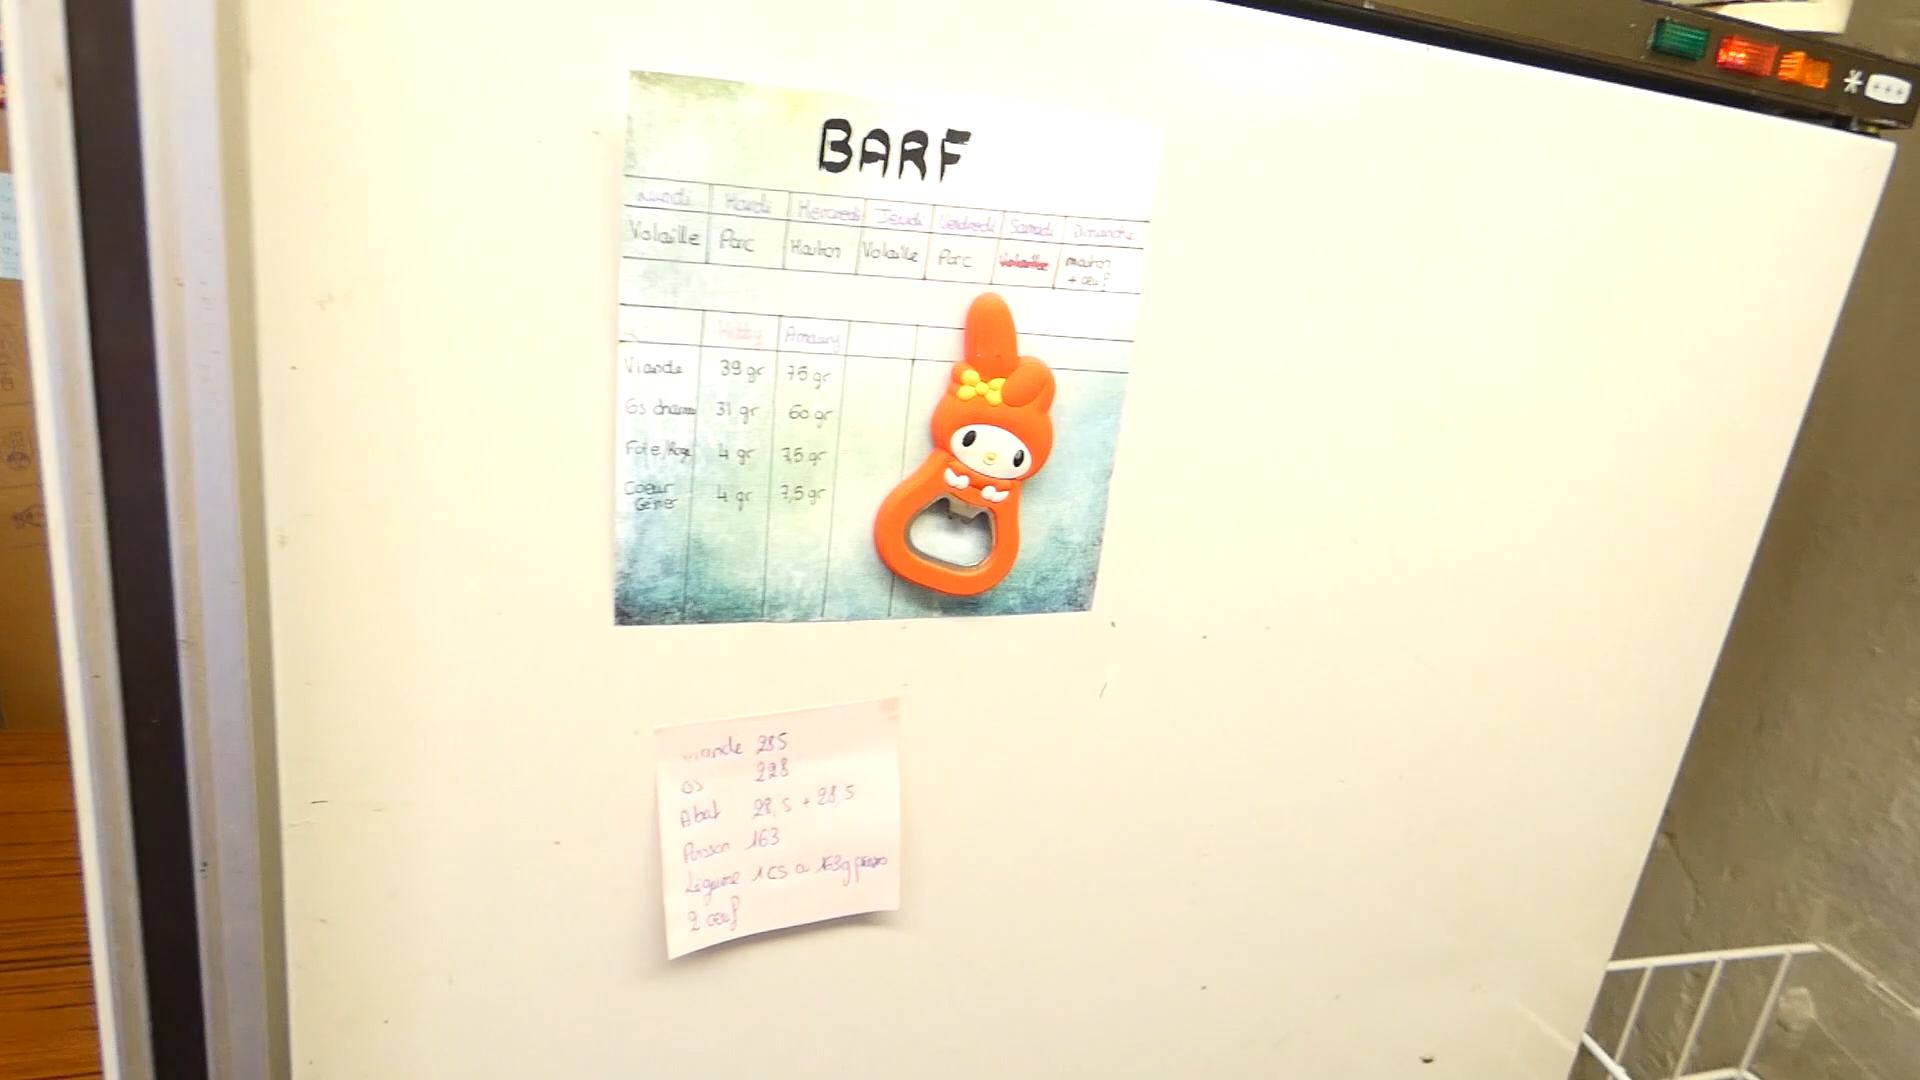 BARF
Lundi Mardi Mercredi Jeudi Vendredi Samedi Dimanche
Volaille Porc Mouton Volaille Porc Volaille mouton
+ oeuf
Amaury
Viande 39 gr 75 gr
Os charnu 31 gr 60 gr
Foie/Rogn 4 gr 7,5 gr
Coeur 4 gr 7,5 gr
Gésier
viande 285
os 228
Abat 28,5 + 28,5
Poisson 163
Légume 1 CS a 163g
2 oeuf